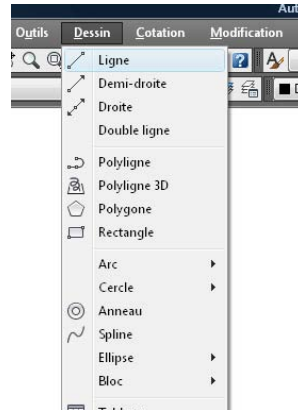 Aut
Outils Dessin Cotation Modification
Ligne
Demi-droite
Droite
Double ligne
Polyligne
Polyligne 3D
Polygone
Rectangle
Arc
Cercle
Anneau
Spline
Ellipse
Bloc